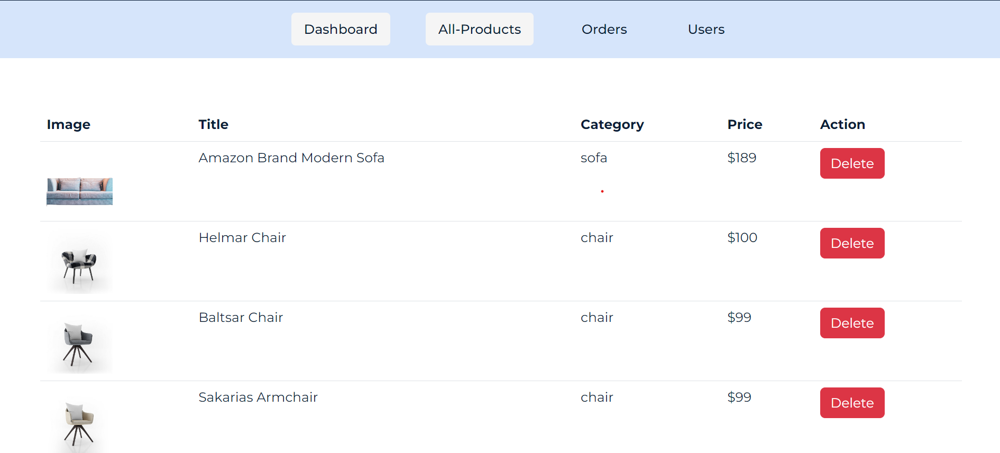 Dashboard All-Products Orders Users
Image Title Category Price Action
Amazon Brand Modern Sofa sofa $189 Delete
Helmar Chair chair $100 Delete
Baltsar Chair chair $99 Delete
Sakarias Armchair chair $99 Delete